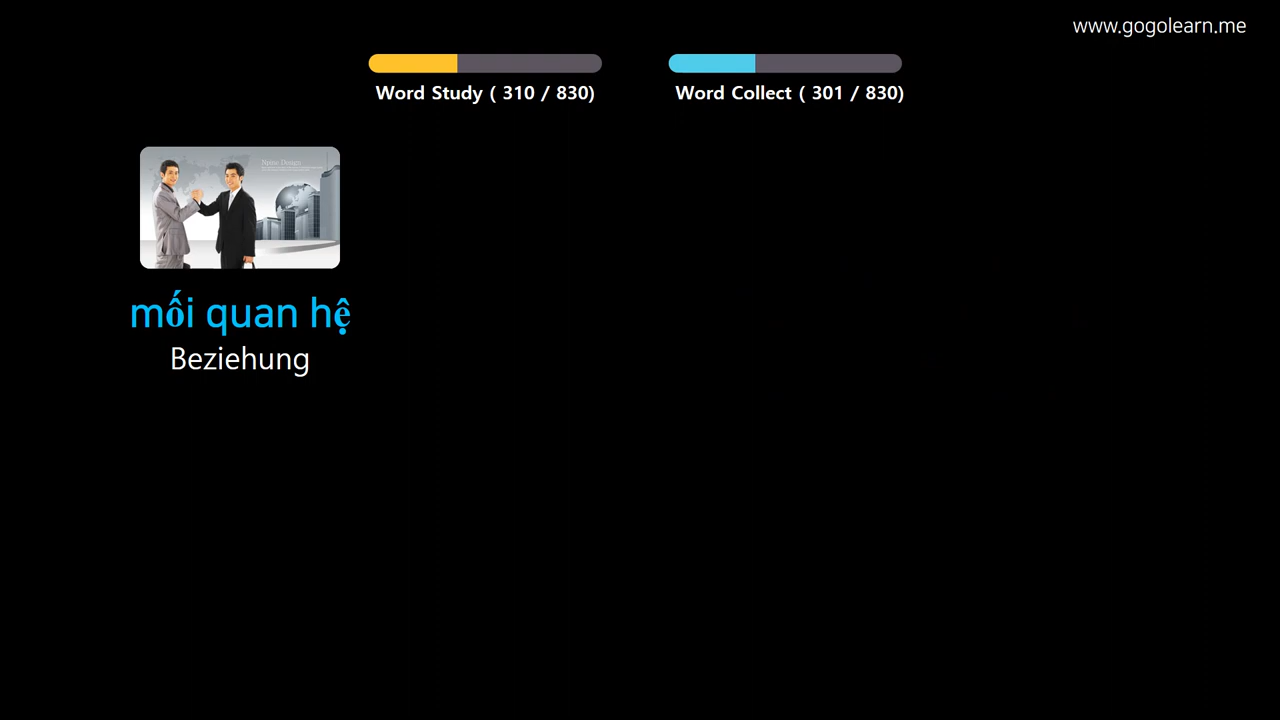 www.gogolearn.me
Word Study ( 310 / 830)
Word Collect ( 301 / 830)
mối quan hệ
Beziehung